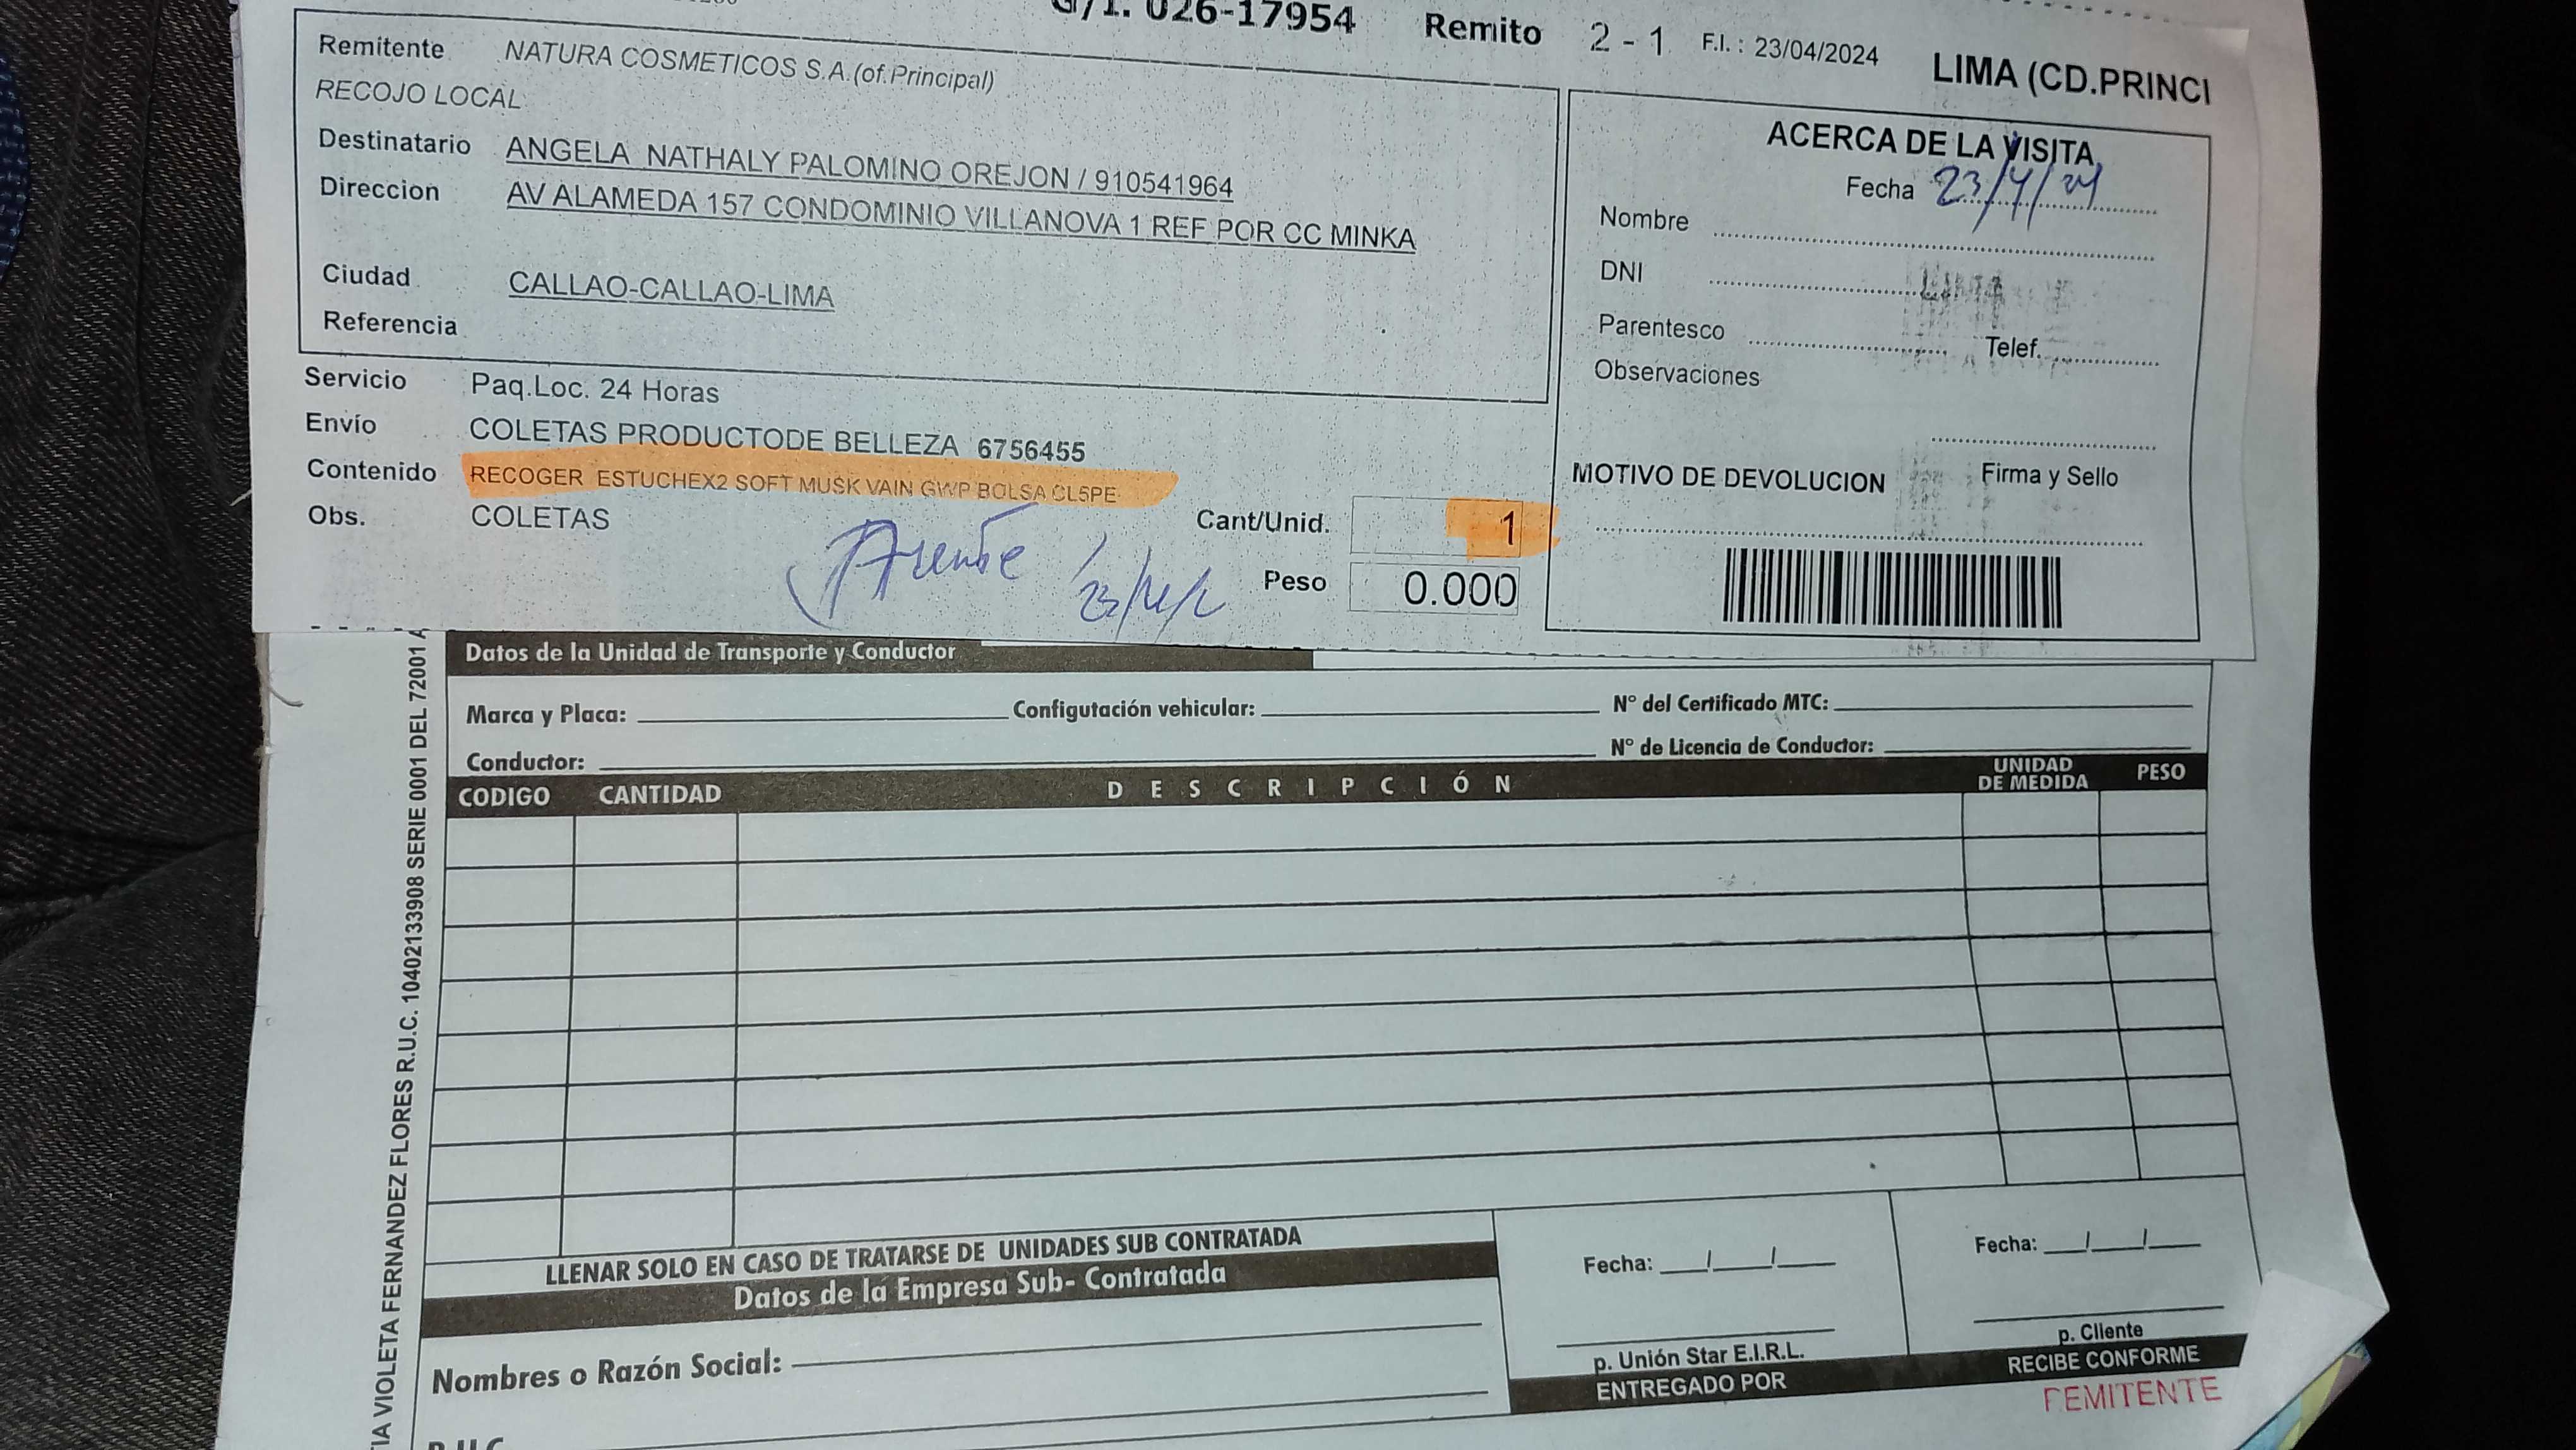 G/T. 026-17954 Remito 2 - 1 F.I. : 23/04/2024 LIMA (CD.PRINCI
Remitente NATURA COSMETICOS S.A.(of.Principal)
RECOJO LOCAL
Destinatario ANGELA NATHALY PALOMINO OREJON / 910541964
Direccion AV ALAMEDA 157 CONDOMINIO VILLANOVA 1 REF POR CC MINKA
Ciudad CALLAO-CALLAO-LIMA
Referencia
Servicio Paq.Loc. 24 Horas
Envío COLETAS PRODUCTODE BELLEZA 6756455
Contenido RECOGER ESTUCHEX2 SOFT MUSK VAIN GWP BOLSA CL5PE
Obs. COLETAS
Cant/Unid. 1
Peso 0.000
ACERCA DE LA VISITA
Fecha 23/4/24
Nombre
DNI
Parentesco Telef.
Observaciones
Firma y Sello
MOTIVO DE DEVOLUCION
Datos de la Unidad de Transporte y Conductor
Marca y Placa: Configutación vehicular: N° del Certificado MTC:
Conductor: N° de Licencia de Conductor:
CODIGO CANTIDAD DESCRIPCIÓN UNIDAD DE MEDIDA PESO
LLENAR SOLO EN CASO DE TRATARSE DE UNIDADES SUB CONTRATADA
Datos de la Empresa Sub- Contratada
Nombres o Razón Social:
Fecha: __/__/__
p. Unión Star E.I.R.L.
ENTREGADO POR
Fecha: __/__/__
p. Cliente
RECIBE CONFORME
REMITENTE
VIOLETA FERNANDEZ FLORES R.U.C. 10402133908 SERIE 0001 DEL 72001 A